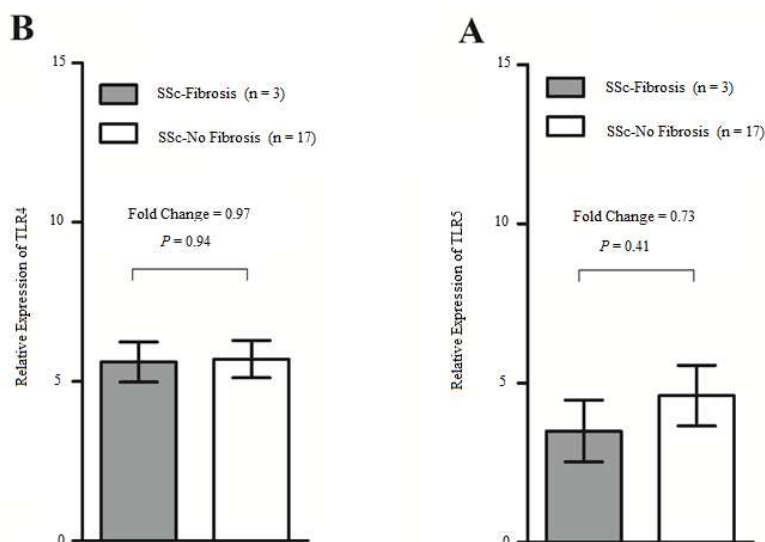 B
15
SSc-Fibrosis (n = 3)
SSc-No Fibrosis (n = 17)
Relative Expression of TLR4
10
Fold Change = 0.97
P = 0.94
5
0
A
15
SSc-Fibrosis (n = 3)
SSc-No Fibrosis (n = 17)
Relative Expression of TLR5
10
Fold Change = 0.73
P = 0.41
5
0